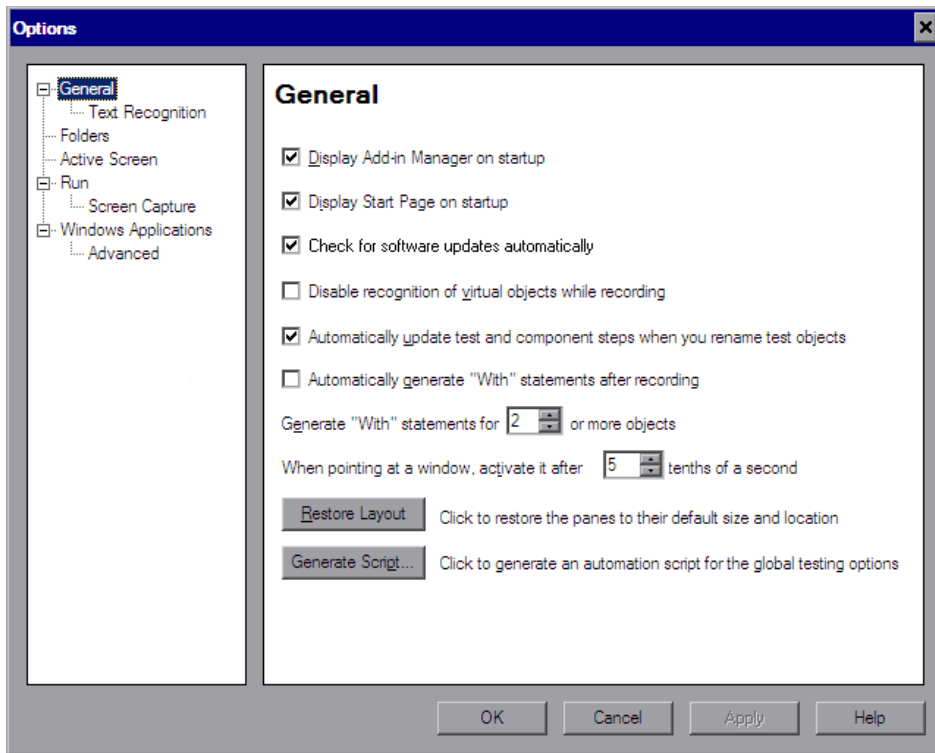 Options
General
Text Recognition
Folders
Active Screen
Run
Screen Capture
Windows Applications
Advanced
General
Display Add-in Manager on startup
Display Start Page on startup
Check for software updates automatically
Disable recognition of virtual objects while recording
Automatically update test and component steps when you rename test objects
Automatically generate "With" statements after recording
Generate "With" statements for 2 or more objects
When pointing at a window, activate it after 5 tenths of a second
Restore Layout Click to restore the panes to their default size and location
Generate Script... Click to generate an automation script for the global testing options
OK Cancel Apply Help